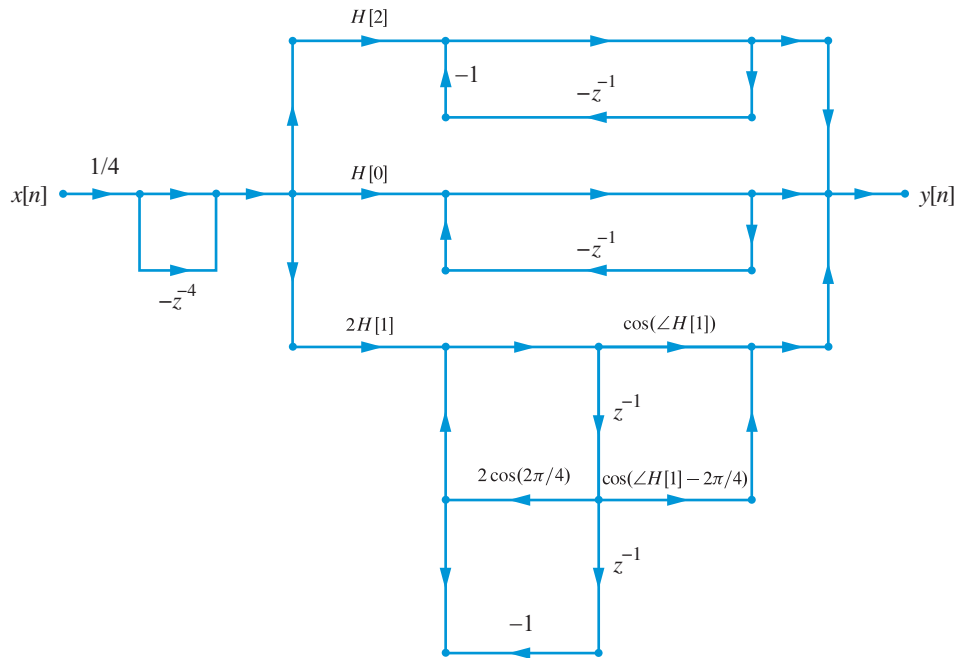 H[2]
−1
−z⁻¹
1/4
H[0]
x[n]
y[n]
−z⁻¹
−z⁻⁴
2H[1]
cos(∠H[1])
z⁻¹
2 cos(2π/4)
cos(∠H[1] − 2π/4)
z⁻¹
−1